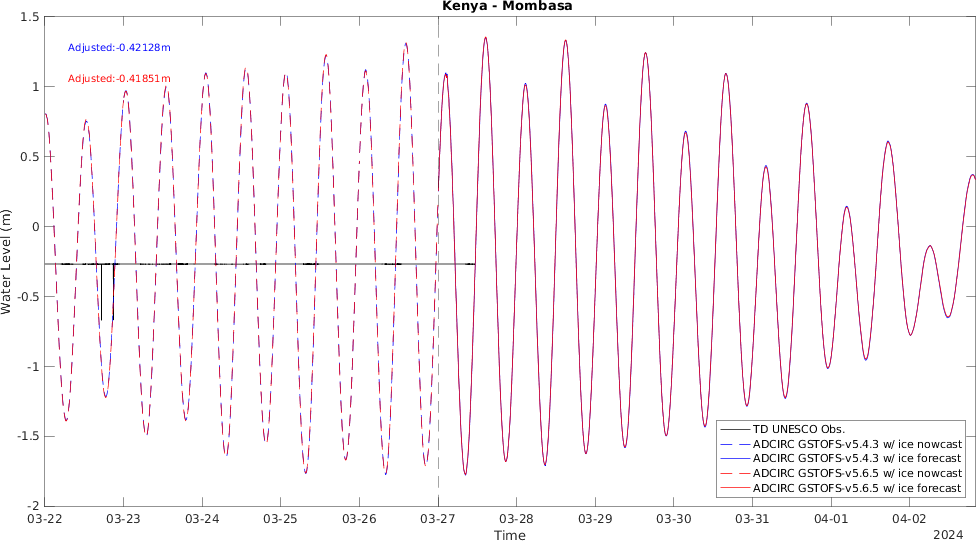 Kenya - Mombasa
Adjusted:-0.42128m
Adjusted:-0.41851m
1.5
1
0.5
0
-0.5
-1
-1.5
-2
Water Level (m)
TD UNESCO Obs.
ADCIRC GSTOFS-v5.4.3 w/ ice nowcast
ADCIRC GSTOFS-v5.4.3 w/ ice forecast
ADCIRC GSTOFS-v5.6.5 w/ ice nowcast
ADCIRC GSTOFS-v5.6.5 w/ ice forecast
03-22 03-23 03-24 03-25 03-26 03-27 03-28 03-29 03-30 03-31 04-01 04-02
Time
2024